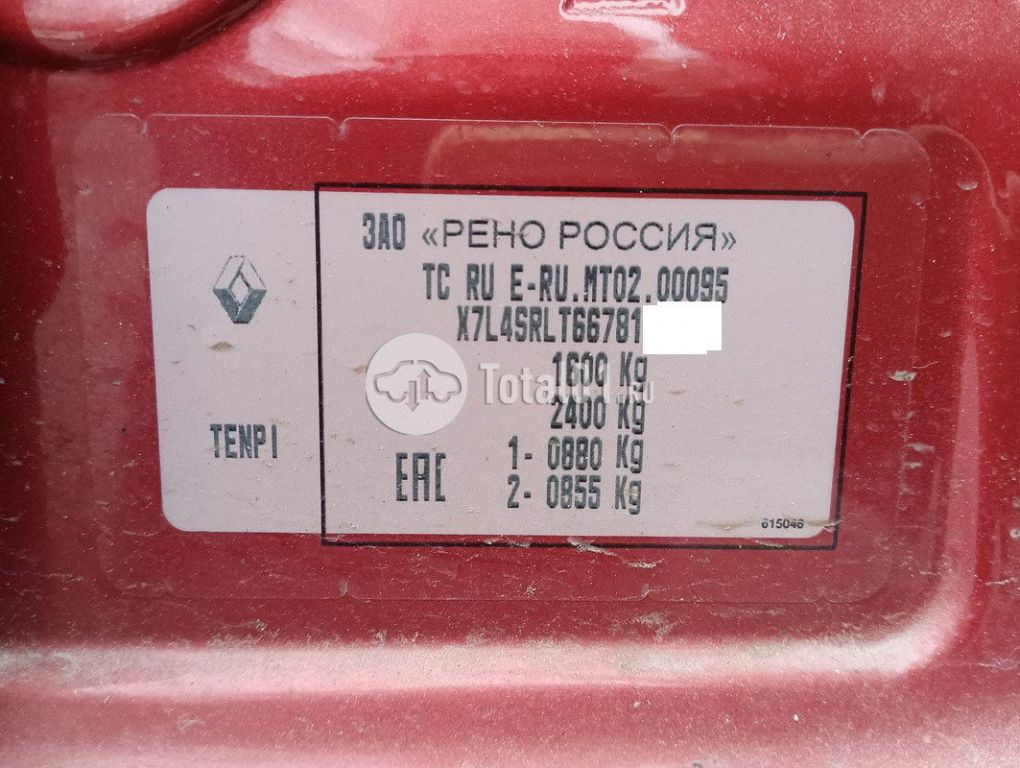 ЗАО «РЕНО РОССИЯ»
TC RU E-RU.MT02.00095
X7L4SRLT66781
1600 Kg
2400 Kg
1- 0880 Kg
2- 0855 Kg
TENPI
EAC
615046